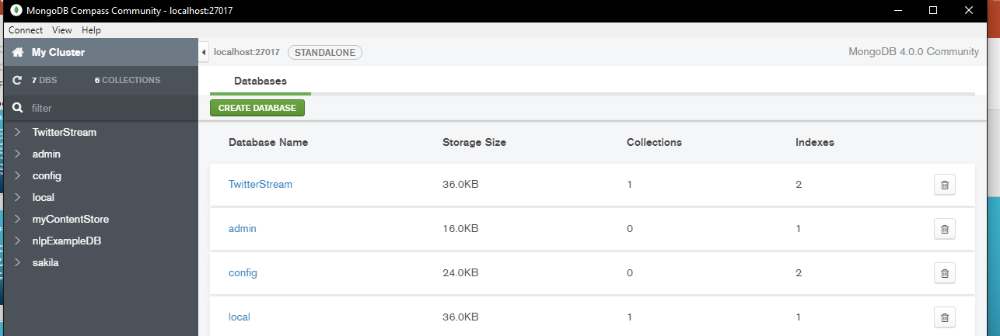 MongoDB Compass Community - localhost:27017
Connect View Help
My Cluster
localhost:27017 STANDALONE
MongoDB 4.0.0 Community
7 DBS 6 COLLECTIONS
filter
TwitterStream
admin
config
local
myContentStore
nlpExampleDB
sakila
Databases
CREATE DATABASE
Database Name Storage Size Collections Indexes
TwitterStream 36.0KB 1 2
admin 16.0KB 0 1
config 24.0KB 0 2
local 36.0KB 1 1